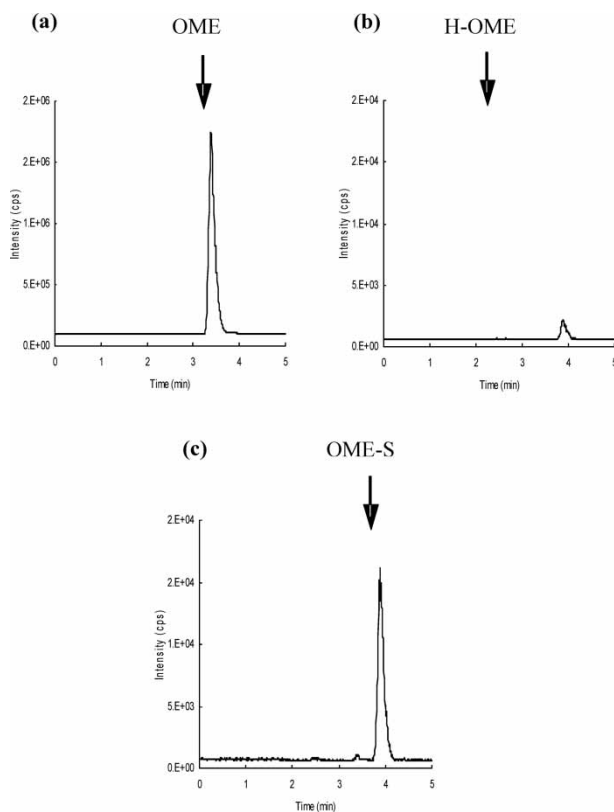 (a)
OME
2.E+06
2.E+06
1.E+06
5.E+05
0.E+00
Intensity (cps)
0 1 2 3 4 5
Time (min)
(b)
H-OME
2.E+04
2.E+04
1.E+04
5.E+03
0.E+00
Intensity (cps)
0 1 2 3 4 5
Time (min)
(c)
OME-S
2.E+04
2.E+04
1.E+04
5.E+03
0.E+00
Intensity (cps)
0 1 2 3 4 5
Time (min)